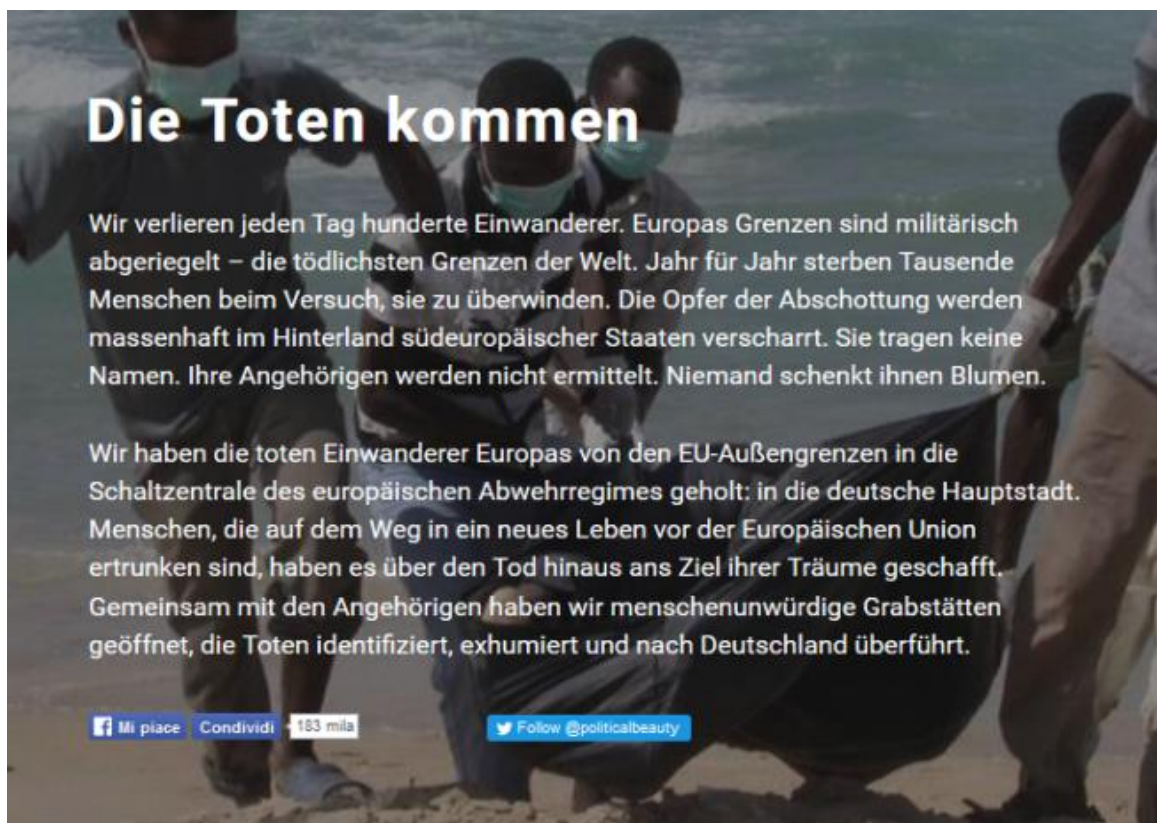 Die Toten kommen
Wir verlieren jeden Tag hunderte Einwanderer. Europas Grenzen sind militärisch
abgeriegelt – die tödlichsten Grenzen der Welt. Jahr für Jahr sterben Tausende
Menschen beim Versuch, sie zu überwinden. Die Opfer der Abschottung werden
massenhaft im Hinterland südeuropäischer Staaten verscharrt. Sie tragen keine
Namen. Ihre Angehörigen werden nicht ermittelt. Niemand schenkt ihnen Blumen.
Wir haben die toten Einwanderer Europas von den EU-Außengrenzen in die
Schaltzentrale des europäischen Abwehrregimes geholt: in die deutsche Hauptstadt.
Menschen, die auf dem Weg in ein neues Leben vor der Europäischen Union
ertrunken sind, haben es über den Tod hinaus ans Ziel ihrer Träume geschafft.
Gemeinsam mit den Angehörigen haben wir menschenunwürdige Grabstätten
geöffnet, die Toten identifiziert, exhumiert und nach Deutschland überführt.
Mi piace Condividi 183 mila Follow @politicalbeauty